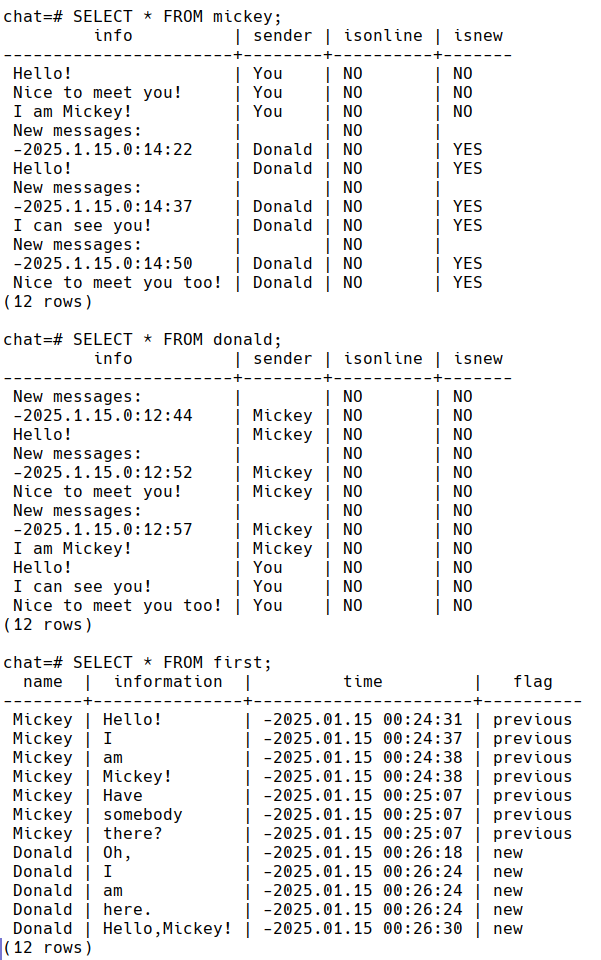 chat=# SELECT * FROM mickey;
         info          | sender | isonline | isnew
-----------------------+--------+----------+-------
 Hello!                | You    | NO       | NO
 Nice to meet you!     | You    | NO       | NO
 I am Mickey!          | You    | NO       | NO
 New messages:         |        | NO       |
 -2025.1.15.0:14:22    | Donald | NO       | YES
 Hello!                | Donald | NO       | YES
 New messages:         |        | NO       |
 -2025.1.15.0:14:37    | Donald | NO       | YES
 I can see you!        | Donald | NO       | YES
 New messages:         |        | NO       |
 -2025.1.15.0:14:50    | Donald | NO       | YES
 Nice to meet you too! | Donald | NO       | YES
(12 rows)

chat=# SELECT * FROM donald;
         info          | sender | isonline | isnew
-----------------------+--------+----------+-------
 New messages:         |        | NO       | NO
 -2025.1.15.0:12:44    | Mickey | NO       | NO
 Hello!                | Mickey | NO       | NO
 New messages:         |        | NO       | NO
 -2025.1.15.0:12:52    | Mickey | NO       | NO
 Nice to meet you!     | Mickey | NO       | NO
 New messages:         |        | NO       | NO
 -2025.1.15.0:12:57    | Mickey | NO       | NO
 I am Mickey!          | Mickey | NO       | NO
 Hello!                | You    | NO       | NO
 I can see you!        | You    | NO       | NO
 Nice to meet you too! | You    | NO       | NO
(12 rows)

chat=# SELECT * FROM first;
  name  |  information  |         time         |   flag
--------+---------------+----------------------+----------
 Mickey | Hello!        | -2025.01.15 00:24:31 | previous
 Mickey | I             | -2025.01.15 00:24:37 | previous
 Mickey | am            | -2025.01.15 00:24:38 | previous
 Mickey | Mickey!       | -2025.01.15 00:24:38 | previous
 Mickey | Have          | -2025.01.15 00:25:07 | previous
 Mickey | somebody      | -2025.01.15 00:25:07 | previous
 Mickey | there?        | -2025.01.15 00:25:07 | previous
 Donald | Oh,           | -2025.01.15 00:26:18 | new
 Donald | I             | -2025.01.15 00:26:24 | new
 Donald | am            | -2025.01.15 00:26:24 | new
 Donald | here.         | -2025.01.15 00:26:24 | new
 Donald | Hello,Mickey! | -2025.01.15 00:26:30 | new
(12 rows)